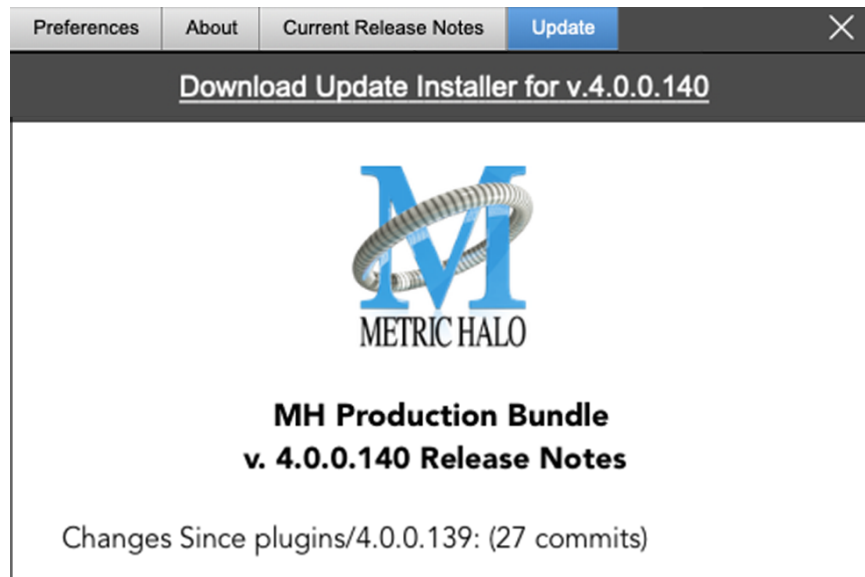 Preferences About Current Release Notes Update
Download Update Installer for v.4.0.0.140
M
METRIC HALO
MH Production Bundle
v. 4.0.0.140 Release Notes
Changes Since plugins/4.0.0.139: (27 commits)